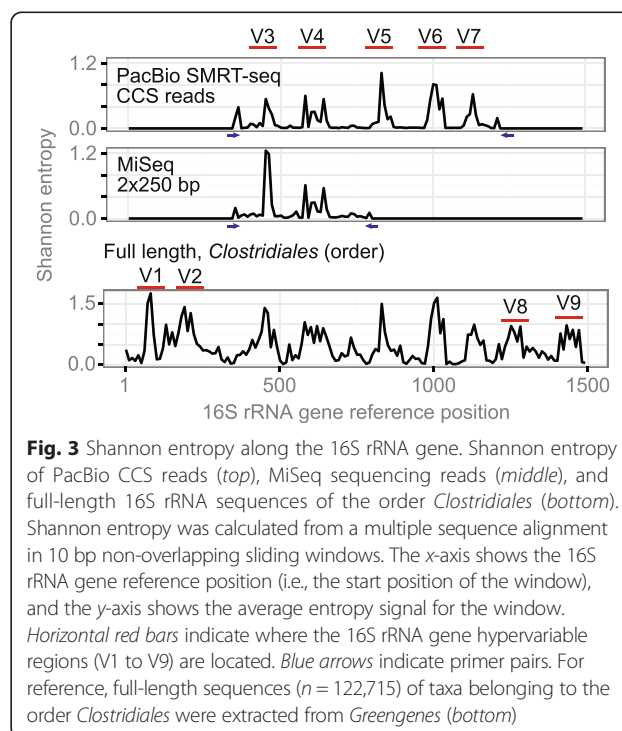 V3 V4 V5 V6 V7
1.2
PacBio SMRT-seq
CCS reads
0.0
1.2
MiSeq
2x250 bp
0.0
Shannon entropy
Full length, Clostridiales (order)
V1 V2
V8 V9
1.5
0.0
1 500 1000 1500
16S rRNA gene reference position
Fig. 3 Shannon entropy along the 16S rRNA gene. Shannon entropy
of PacBio CCS reads (top), MiSeq sequencing reads (middle), and
full-length 16S rRNA sequences of the order Clostridiales (bottom).
Shannon entropy was calculated from a multiple sequence alignment
in 10 bp non-overlapping sliding windows. The x-axis shows the 16S
rRNA gene reference position (i.e., the start position of the window),
and the y-axis shows the average entropy signal for the window.
Horizontal red bars indicate where the 16S rRNA gene hypervariable
regions (V1 to V9) are located. Blue arrows indicate primer pairs. For
reference, full-length sequences (n = 122,715) of taxa belonging to the
order Clostridiales were extracted from Greengenes (bottom)